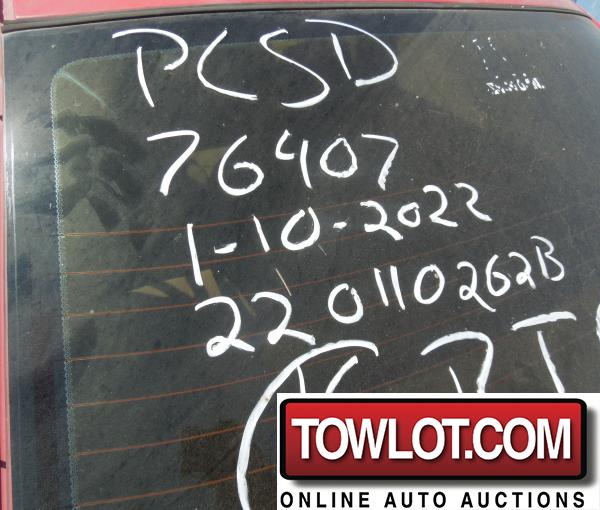 PCSD
76407
1-10-2022
220110262B
TOWLOT.COM
ONLINE AUTO AUCTIONS